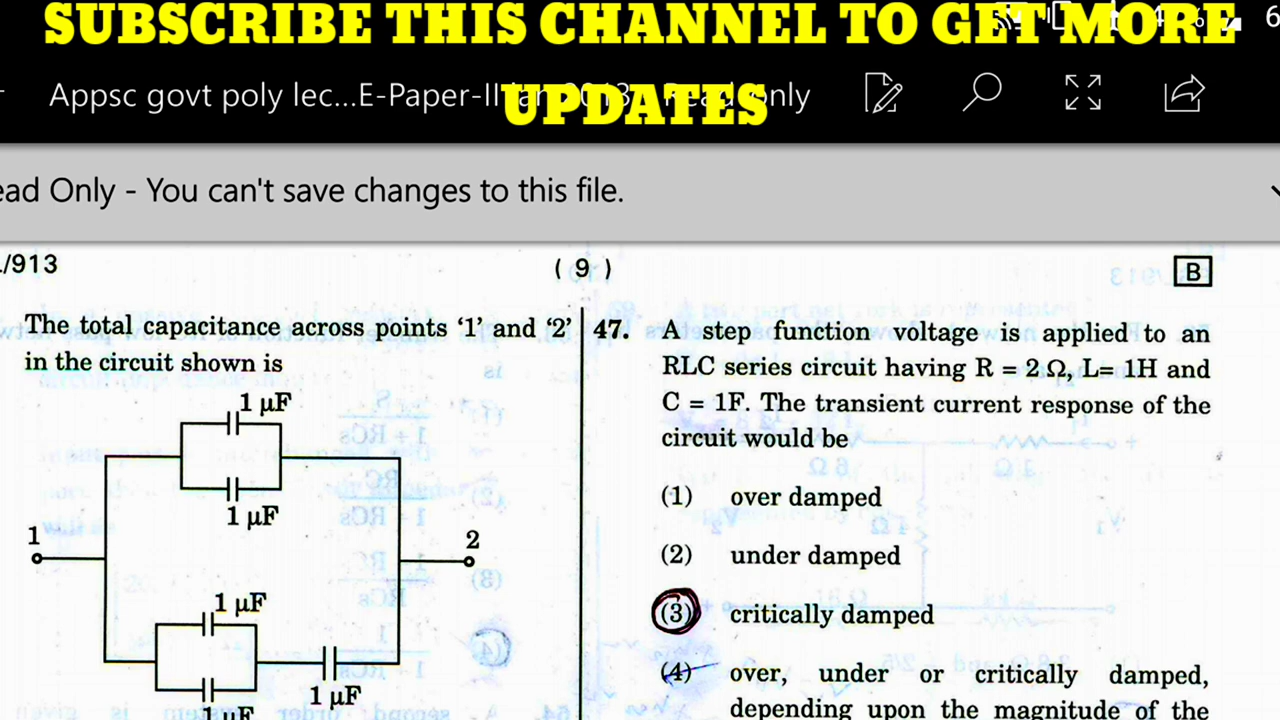 SUBSCRIBE THIS CHANNEL TO GET MORE
UPDATES
Appsc govt poly lec...E-Paper-II
ead Only - You can't save changes to this file.
/913
( 9 )
B
The total capacitance across points ‘1’ and ‘2’
in the circuit shown is
1 µF
1 µF
1
2
1 µF
1 µF
1 µF
47. A step function voltage is applied to an
RLC series circuit having R = 2 Ω, L= 1H and
C = 1F. The transient current response of the
circuit would be
(1) over damped
(2) under damped
(3) critically damped
(4) over, under or critically damped,
depending upon the magnitude of the